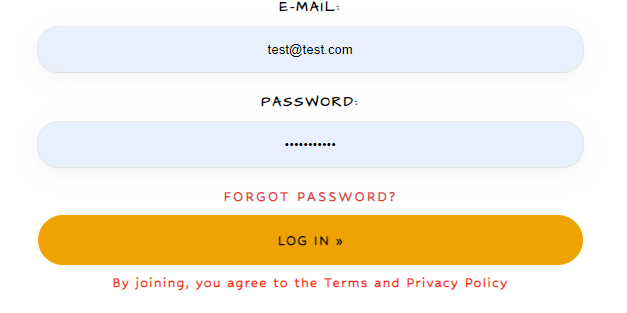 E-MAIL:
test@test.com
PASSWORD:
•••••••••••
FORGOT PASSWORD?
LOG IN »
By joining, you agree to the Terms and Privacy Policy